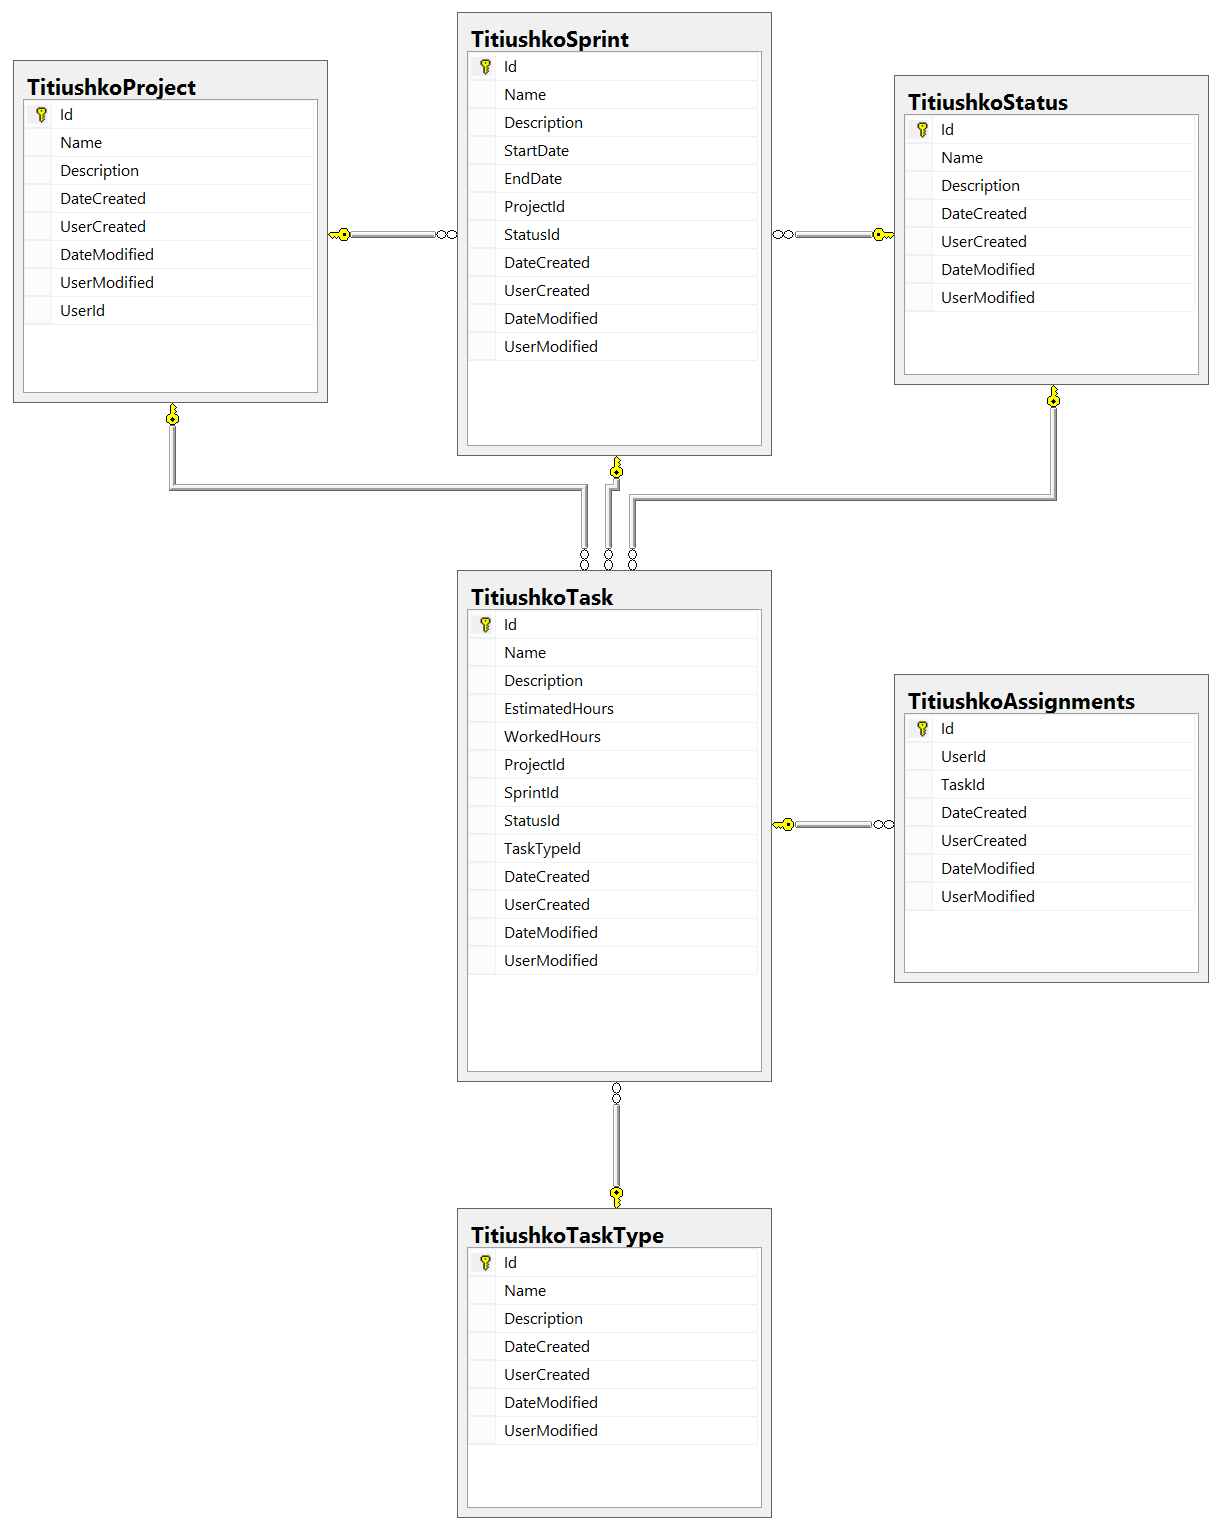 TitiushkoSprint
Id
Name
Description
StartDate
EndDate
ProjectId
StatusId
DateCreated
UserCreated
DateModified
UserModified
TitiushkoProject
Id
Name
Description
DateCreated
UserCreated
DateModified
UserModified
UserId
TitiushkoStatus
Id
Name
Description
DateCreated
UserCreated
DateModified
UserModified
TitiushkoTask
Id
Name
Description
EstimatedHours
WorkedHours
ProjectId
SprintId
StatusId
TaskTypeId
DateCreated
UserCreated
DateModified
UserModified
TitiushkoAssignments
Id
UserId
TaskId
DateCreated
UserCreated
DateModified
UserModified
TitiushkoTaskType
Id
Name
Description
DateCreated
UserCreated
DateModified
UserModified